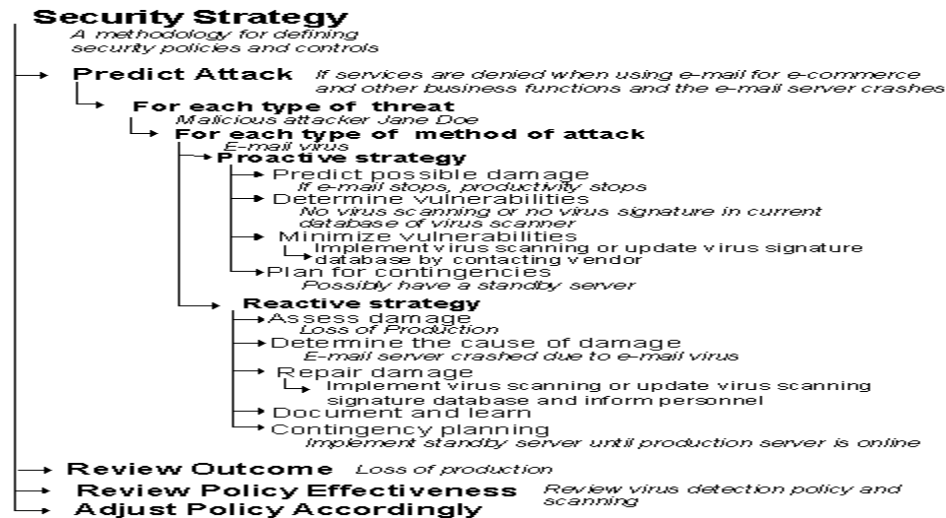 Security Strategy
A methodology for defining
security policies and controls
Predict Attack If services are denied when using e-mail for e-commerce
and other business functions and the e-mail server crashes
For each type of threat
Malicious attacker Jane Doe
For each type of method of attack
E-mail virus
Proactive strategy
Predict possible damage
If e-mail stops, productivity stops
Determine vulnerabilities
No virus scanning or no virus signature in current
database of virus scanner
Minimize vulnerabilities
Implement virus scanning or update virus signature
database by contacting vendor
Plan for contingencies
Possibly have a standby server
Reactive strategy
Assess damage
Loss of Production
Determine the cause of damage
E-mail server crashed due to e-mail virus
Repair damage
Implement virus scanning or update virus scanning
signature database and inform personnel
Document and learn
Contingency planning
Implement standby server until production server is online
Review Outcome Loss of production
Review Policy Effectiveness Review virus detection policy and
scanning
Adjust Policy Accordingly